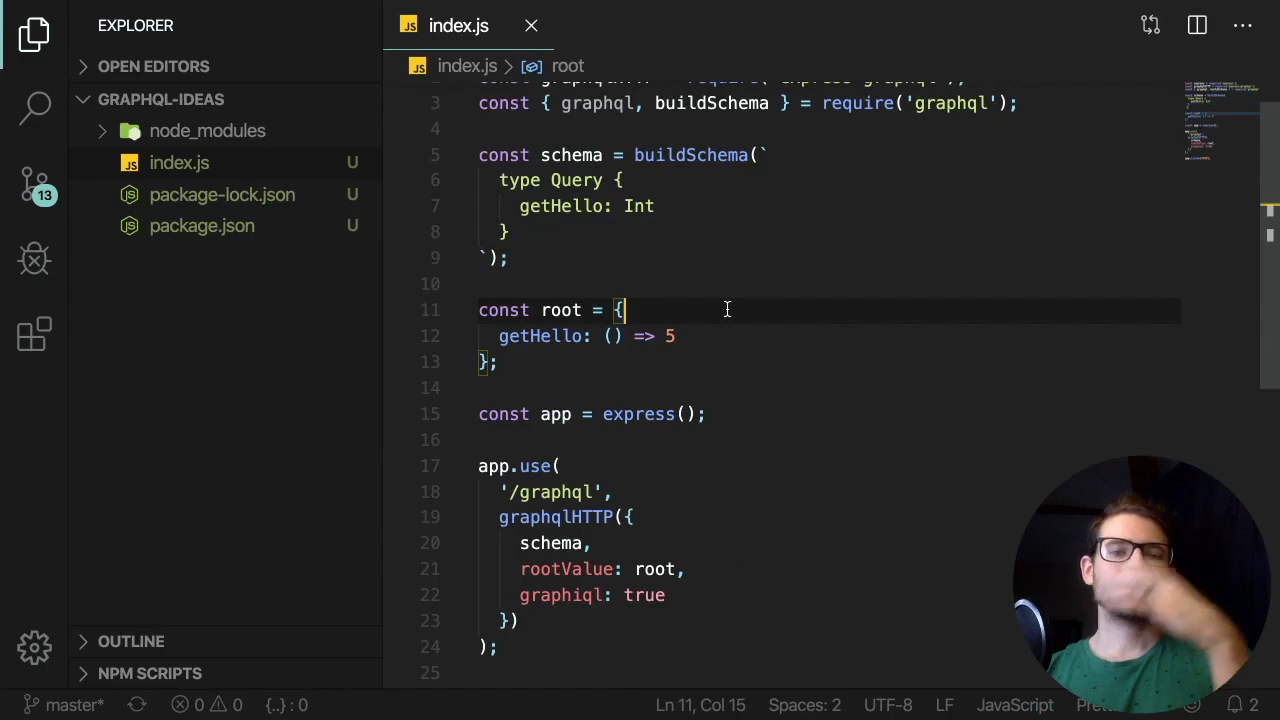 EXPLORER
OPEN EDITORS
GRAPHQL-IDEAS
node_modules
JS index.js U
package-lock.json U
package.json U
OUTLINE
NPM SCRIPTS
13
JS index.js
JS index.js > root
3 const { graphql, buildSchema } = require('graphql');
4
5 const schema = buildSchema(`
6 type Query {
7 getHello: Int
8 }
9 `);
10
11 const root = {
12 getHello: () => 5
13 };
14
15 const app = express();
16
17 app.use(
18 '/graphql',
19 graphqlHTTP({
20 schema,
21 rootValue: root,
22 graphiql: true
23 })
24 );
25
master* 0 0 {..} : 0 Ln 11, Col 15 Spaces: 2 UTF-8 LF JavaScript 2